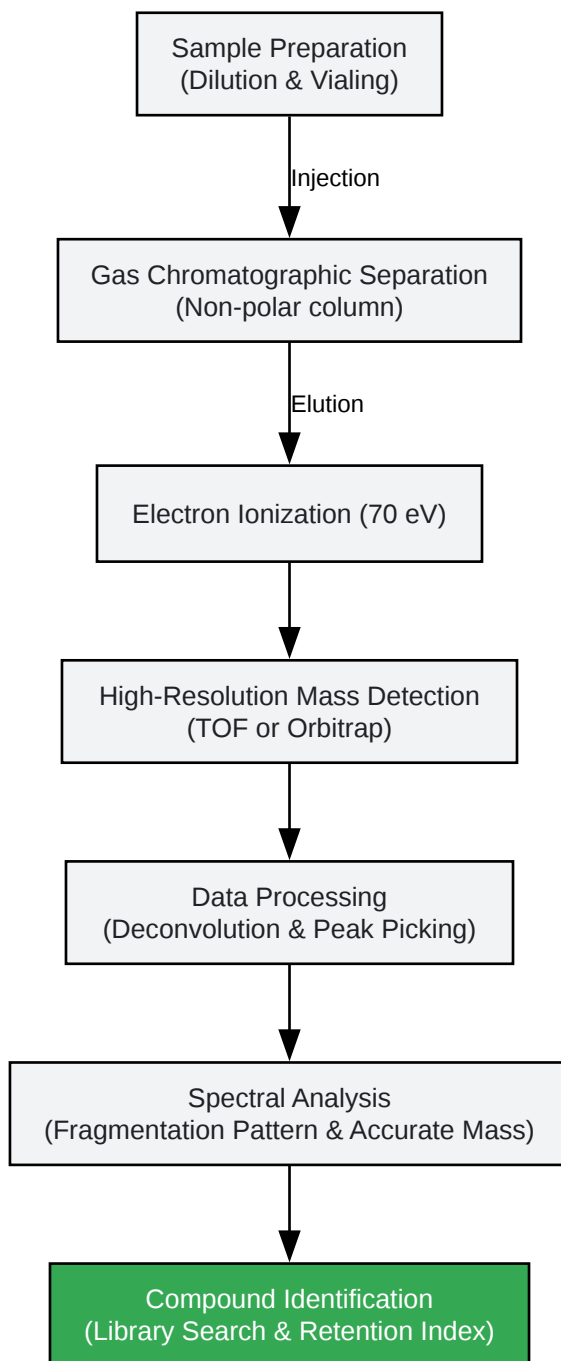 Sample Preparation
(Dilution & Vialing)
Injection
Gas Chromatographic Separation
(Non-polar column)
Elution
Electron Ionization (70 eV)
High-Resolution Mass Detection
(TOF or Orbitrap)
Data Processing
(Deconvolution & Peak Picking)
Spectral Analysis
(Fragmentation Pattern & Accurate Mass)
Compound Identification
(Library Search & Retention Index)